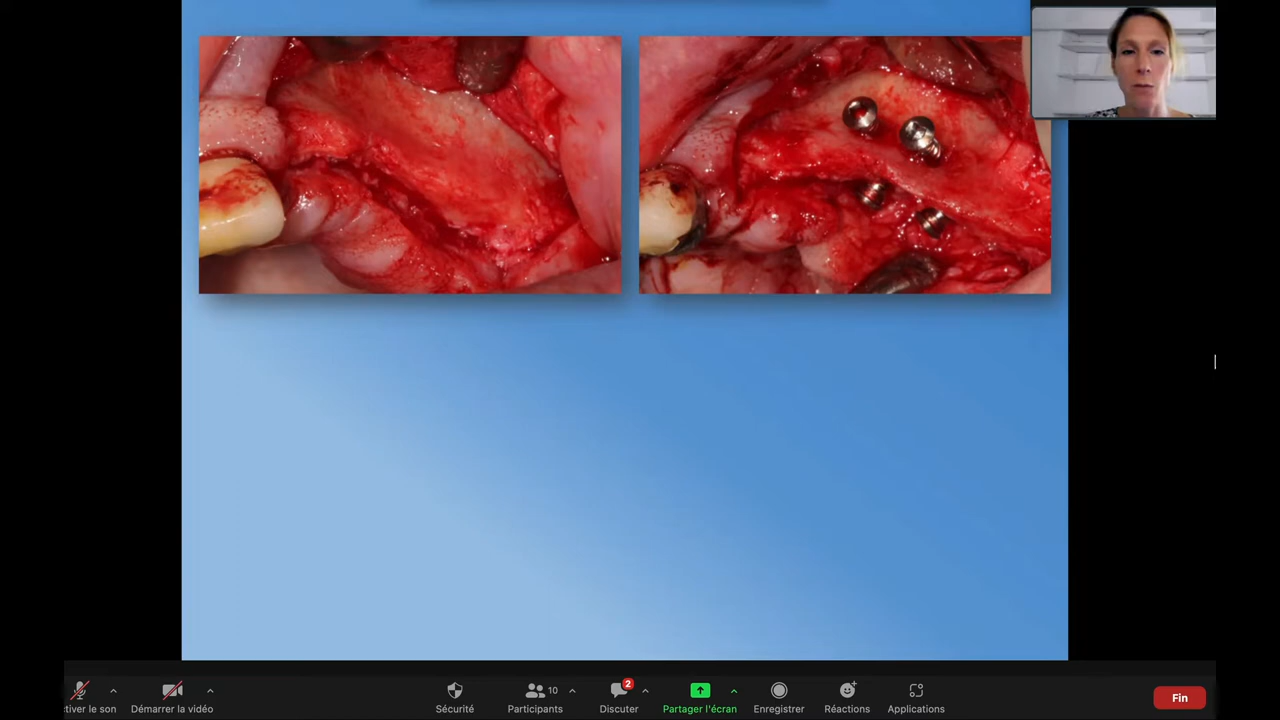 tiver le son
Démarrer la vidéo
Sécurité
10
Participants
2
Discuter
Partager l'écran
Enregistrer
Réactions
Applications
Fin